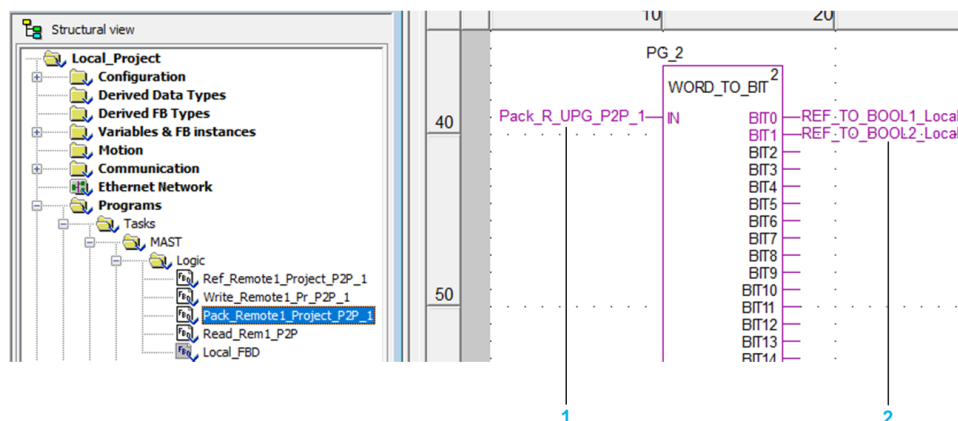 Structural view
Local_Project
Configuration
Derived Data Types
Derived FB Types
Variables & FB instances
Motion
Communication
Ethernet Network
Programs
Tasks
MAST
Logic
Ref_Remote1_Project_P2P_1
Write_Remote1_Pr_P2P_1
Pack_Remote1_Project_P2P_1
Read_Rem1_P2P
Local_FBD
10 20
PG_2
WORD_TO_BIT 2
40 Pack_R_UPG_P2P_1 IN BIT0 REF_TO_BOOL1_Local
BIT1 REF_TO_BOOL2_Local
BIT2
BIT3
BIT4
BIT5
BIT6
BIT7
BIT8
BIT9
50 BIT10
BIT11
BIT12
BIT13
BIT14
1 2